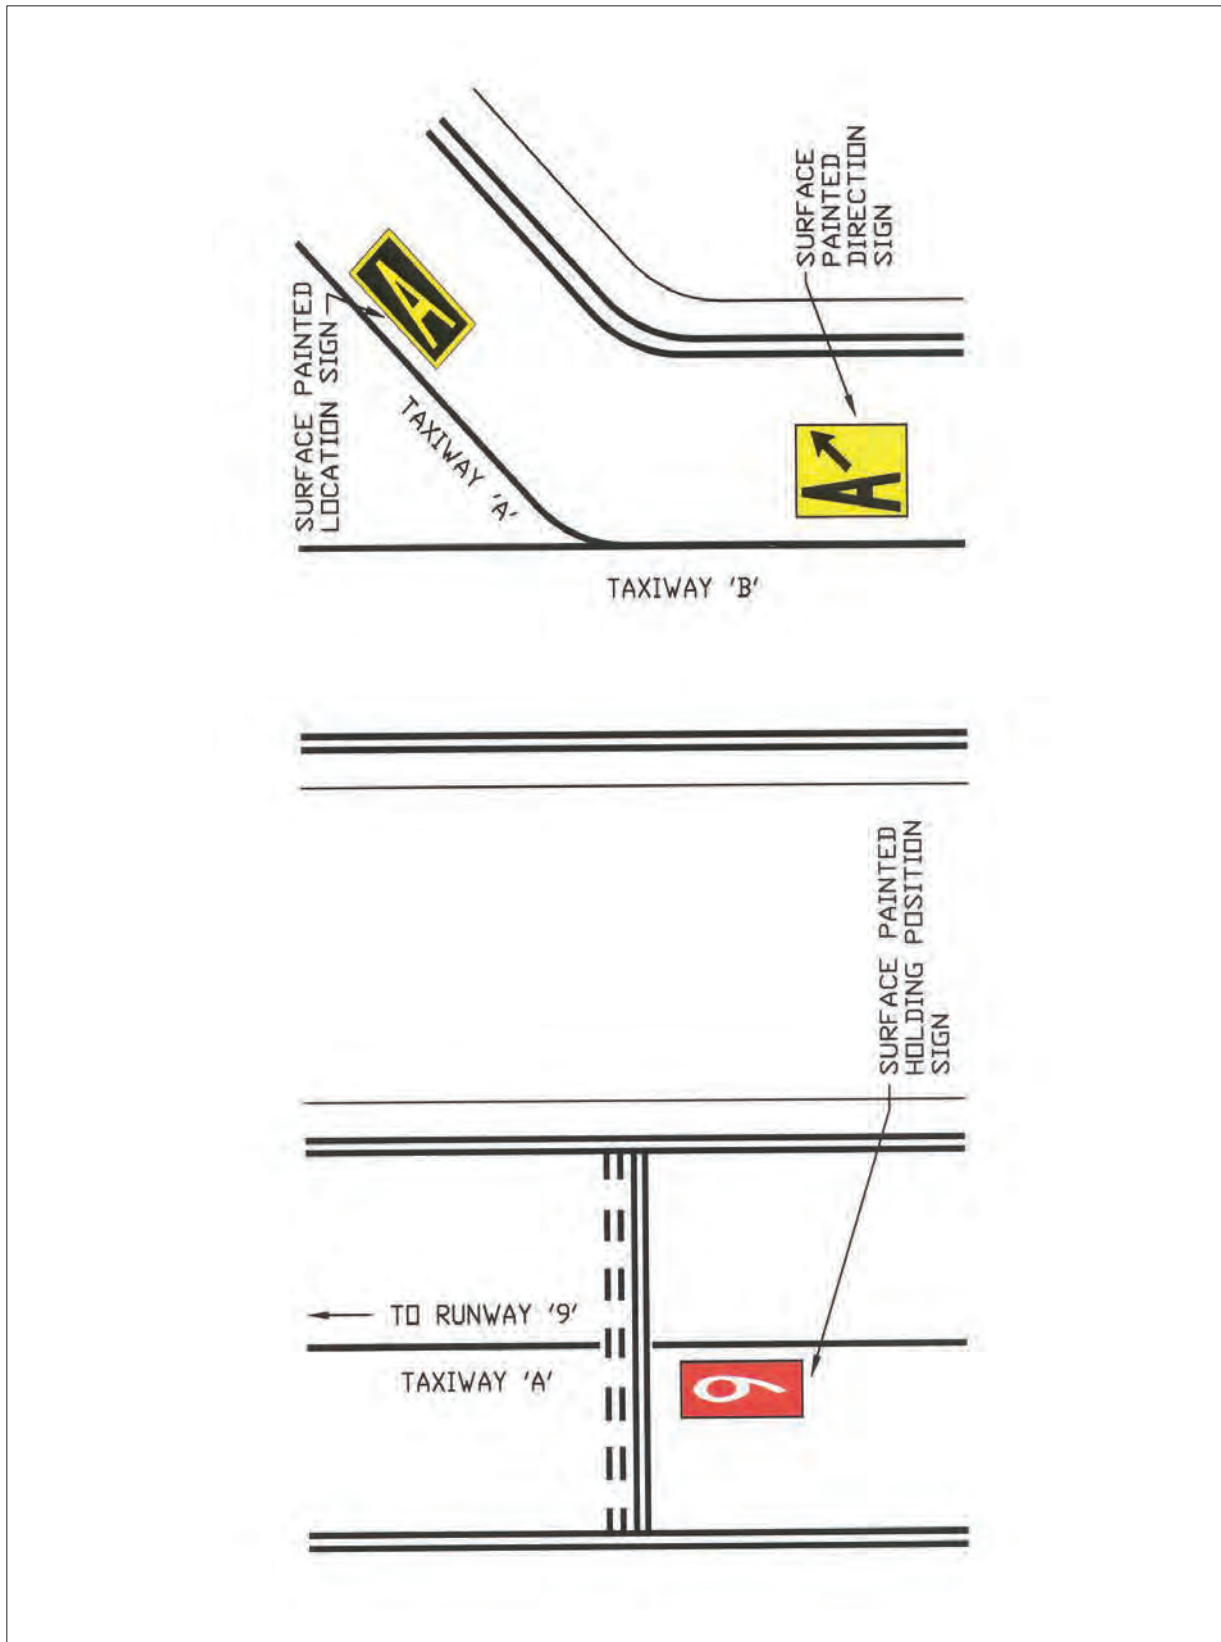 SURFACE
PAINTED
DIRECTION
SIGN
A
SURFACE PAINTED
LOCATION SIGN
TAXIWAY 'A'
A
TAXIWAY 'B'
SURFACE PAINTED
HOLDING POSITION
SIGN
TO RUNWAY '9'
TAXIWAY 'A'
9